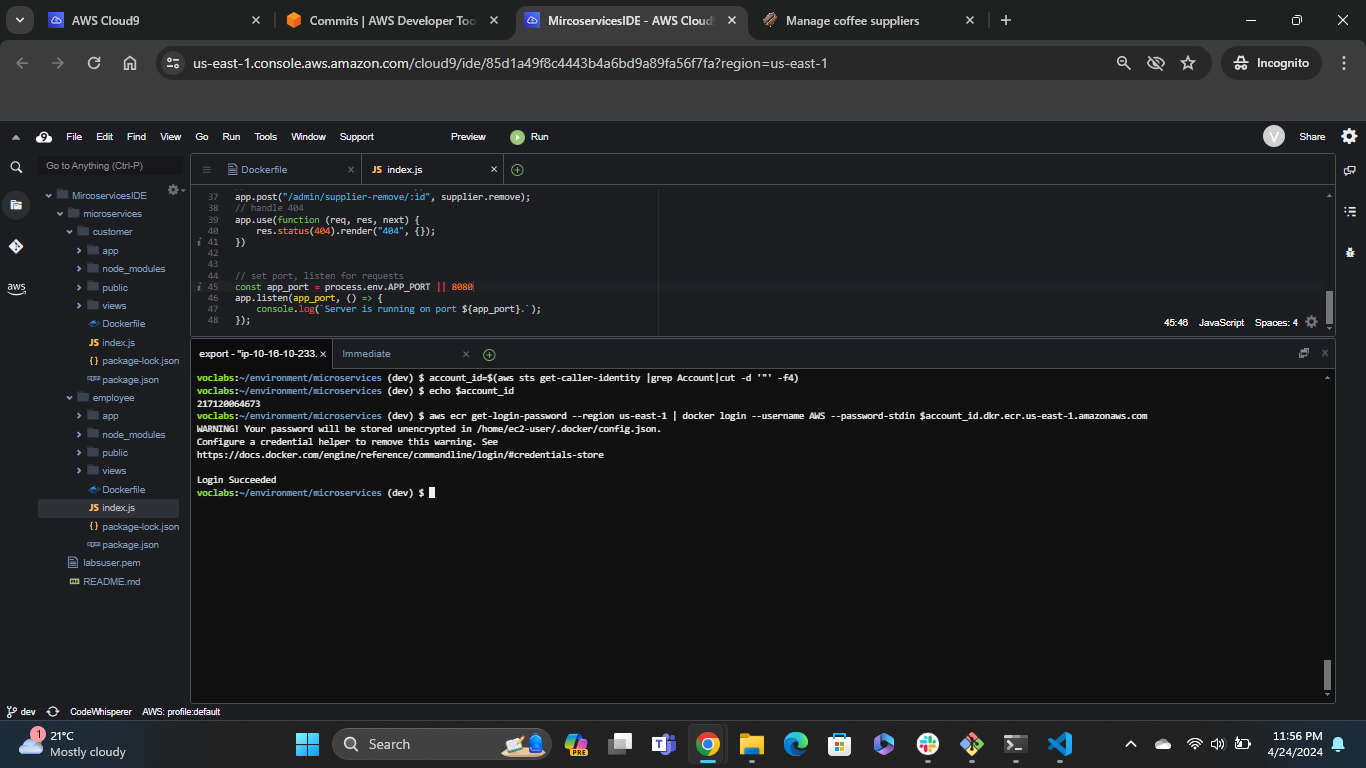 AWS Cloud9
Commits | AWS Developer Too
MircoservicesIDE - AWS Cloud
Manage coffee suppliers
us-east-1.console.aws.amazon.com/cloud9/ide/85d1a49f8c4443b4a6bd9a89fa56f7fa?region=us-east-1
Incognito
9 File Edit Find View Go Run Tools Window Support Preview Run V Share
Go to Anything (Ctrl-P)
MircoservicesIDE
microservices
customer
app
node_modules
public
views
Dockerfile
JS index.js
{} package-lock.json
package.json
employee
app
node_modules
public
views
Dockerfile
JS index.js
{} package-lock.json
package.json
labsuser.pem
README.md
aws
Dockerfile
JS index.js
37 app.post("/admin/supplier-remove/:id", supplier.remove);
38 // handle 404
39 app.use(function (req, res, next) {
40     res.status(404).render("404", {});
i 41 })
42
43
44 // set port, listen for requests
i 45 const app_port = process.env.APP_PORT || 8080
46 app.listen(app_port, () => {
47     console.log(`Server is running on port ${app_port}.`);
48 });
45:46 JavaScript Spaces: 4
export - "ip-10-16-10-233.
Immediate
voclabs:~/environment/microservices (dev) $ account_id=$(aws sts get-caller-identity |grep Account|cut -d '"' -f4)
voclabs:~/environment/microservices (dev) $ echo $account_id
217120064673
voclabs:~/environment/microservices (dev) $ aws ecr get-login-password --region us-east-1 | docker login --username AWS --password-stdin $account_id.dkr.ecr.us-east-1.amazonaws.com
WARNING! Your password will be stored unencrypted in /home/ec2-user/.docker/config.json.
Configure a credential helper to remove this warning. See
https://docs.docker.com/engine/reference/commandline/login/#credentials-store
Login Succeeded
voclabs:~/environment/microservices (dev) $
dev CodeWhisperer AWS: profile:default
1
21°C
Mostly cloudy
Search
PRE
11:56 PM
4/24/2024